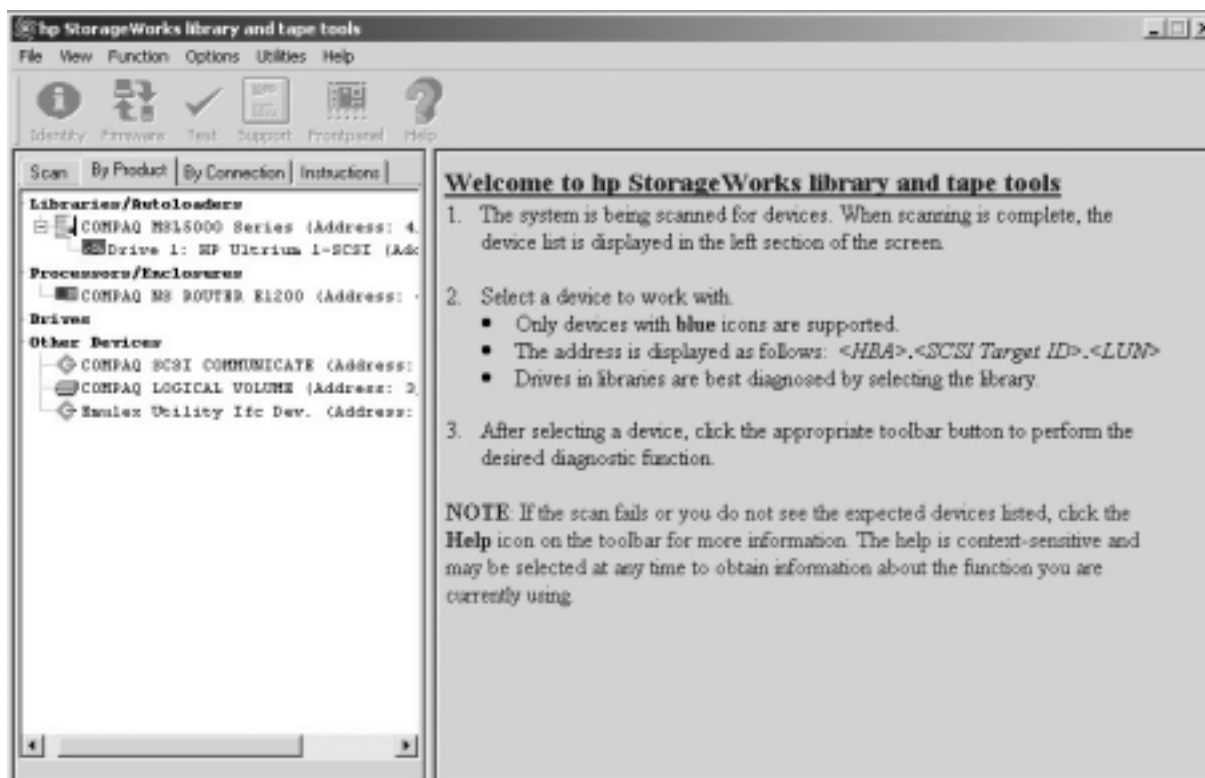 hp StorageWorks library and tape tools
File View Function Options Utilities Help
Identity Firmware Test Support Frontpanel Help
Scan By Product By Connection Instructions
Libraries/Autoloaders
COMPAQ MSL5000 Series (Address: 4.
Drive 1: HP Ultrium 1-SCSI (Adc
Processors/Enclosures
COMPAQ NS ROUTER E1200 (Address:
Drives
Other Devices
COMPAQ SCSI COMMUNICATE (Address:
COMPAQ LOGICAL VOLUME (Address: 3.
Emulex Utility Ifc Dev. (Address:
Welcome to hp StorageWorks library and tape tools
1. The system is being scanned for devices. When scanning is complete, the
device list is displayed in the left section of the screen.
2. Select a device to work with.
• Only devices with blue icons are supported.
• The address is displayed as follows: <HBA>.<SCSI Target ID>.<LUN>
• Drives in libraries are best diagnosed by selecting the library.
3. After selecting a device, click the appropriate toolbar button to perform the
desired diagnostic function.
NOTE: If the scan fails or you do not see the expected devices listed, click the
Help icon on the toolbar for more information. The help is context-sensitive and
may be selected at any time to obtain information about the function you are
currently using.